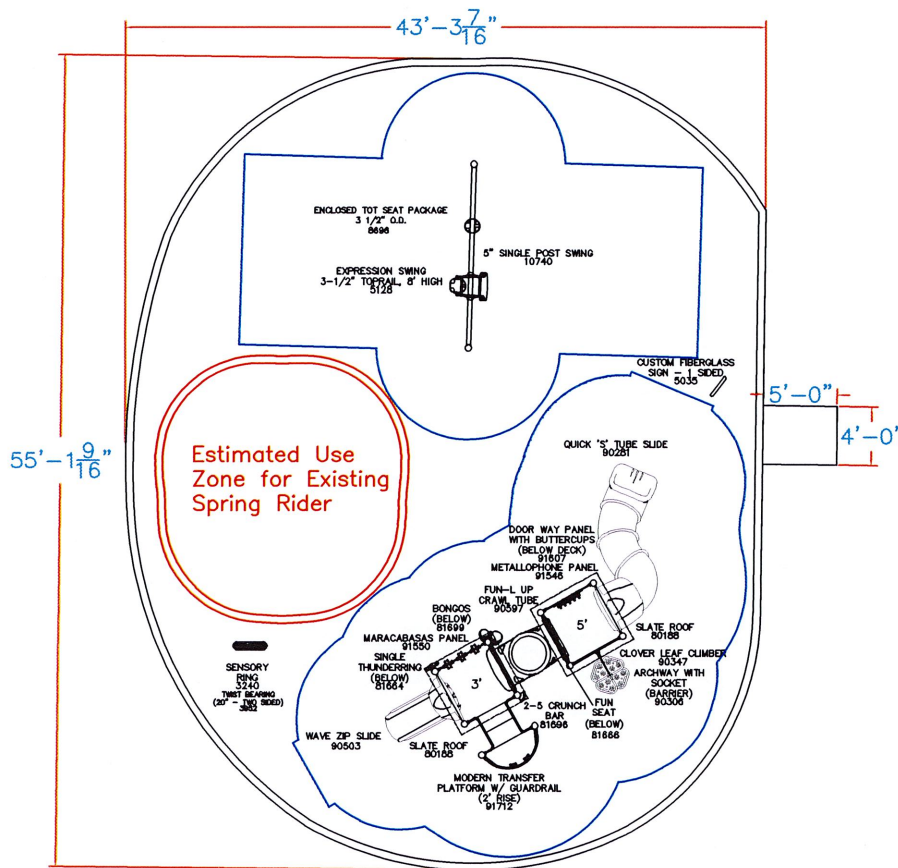 43'-3 7/16"
ENCLOSED TOT SEAT PACKAGE
3 1/2" O.D.
8696
5" SINGLE POST SWING
10740
EXPRESSION SWING
3-1/2" TOPRAIL, 8' HIGH
5128
CUSTOM FIBERGLASS
SIGN - 1 SIDED
5035
5'-0"
4'-0"
55'-1 9/16"
Estimated Use
Zone for Existing
Spring Rider
QUICK 'S' TUBE SLIDE
90281
DOOR WAY PANEL
WITH BUTTERCUPS
(BELOW DECK)
91607
METALLOPHONE PANEL
91546
FUN-L UP
CRAWL TUBE
90597
BONGOS
(BELOW)
81699
MARACABASAS PANEL
91550
SINGLE
THUNDERRING
(BELOW)
81664
5'
3'
SLATE ROOF
80188
CLOVER LEAF CLIMBER
90347
ARCHWAY WITH
SOCKET
(BARRIER)
90306
SENSORY
RING
3240
TWIST BEARING
(20" - TWO SIDED)
2-5 CRUNCH
BAR
81696
FUN
SEAT
(BELOW)
81666
WAVE ZIP SLIDE
90503
SLATE ROOF
80188
MODERN TRANSFER
PLATFORM W/ GUARDRAIL
(2' RISE)
91712